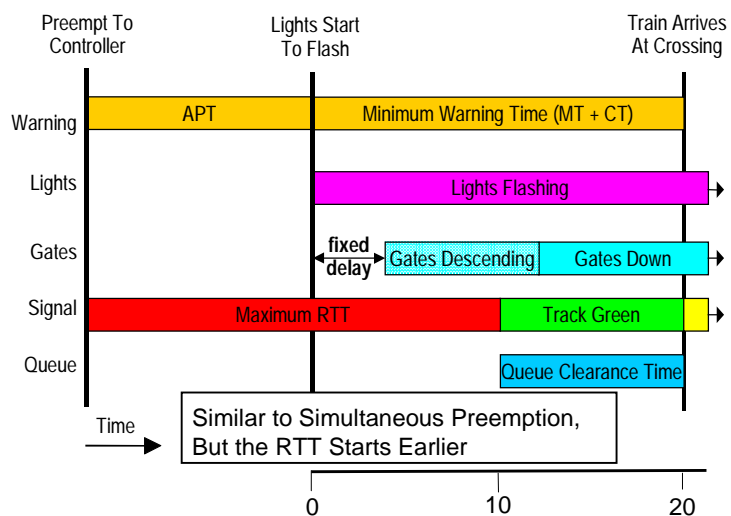 Preempt To
Controller
Lights Start
To Flash
Train Arrives
At Crossing
Warning
APT
Minimum Warning Time (MT + CT)
Lights
Lights Flashing
Gates
fixed
delay
Gates Descending
Gates Down
Signal
Maximum RTT
Track Green
Queue
Queue Clearance Time
Time
Similar to Simultaneous Preemption,
But the RTT Starts Earlier
0
10
20